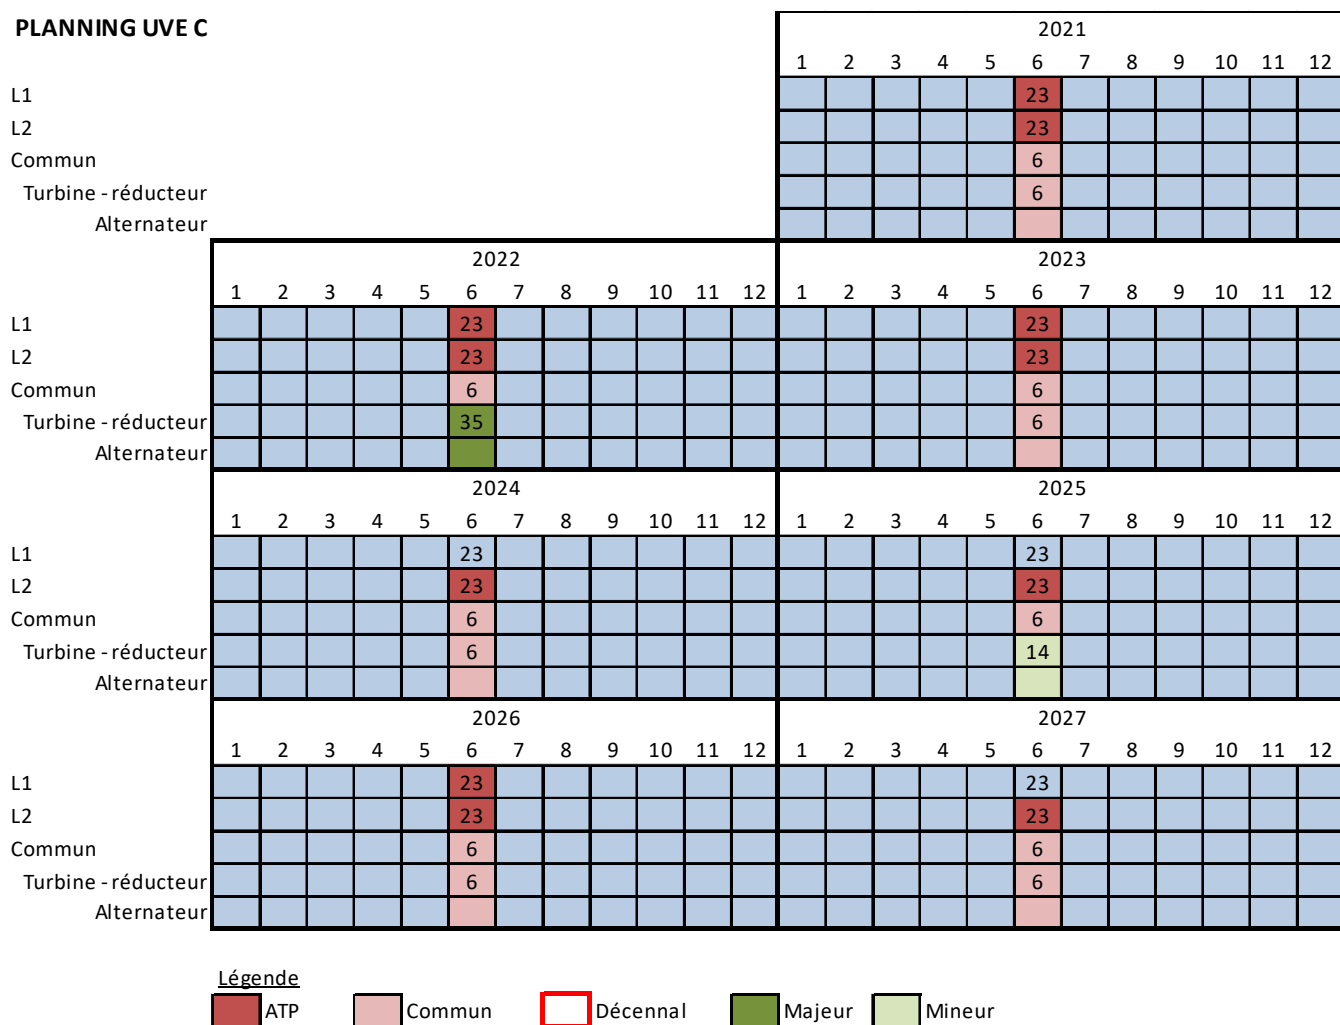 PLANNING UVE C
2021
1 2 3 4 5 6 7 8 9 10 11 12
L1 23
L2 23
Commun 6
Turbine - réducteur 6
Alternateur
2022 2023
1 2 3 4 5 6 7 8 9 10 11 12 1 2 3 4 5 6 7 8 9 10 11 12
L1 23 23
L2 23 23
Commun 6 6
Turbine - réducteur 35 6
Alternateur
2024 2025
1 2 3 4 5 6 7 8 9 10 11 12 1 2 3 4 5 6 7 8 9 10 11 12
L1 23 23
L2 23 23
Commun 6 6
Turbine - réducteur 6 14
Alternateur
2026 2027
1 2 3 4 5 6 7 8 9 10 11 12 1 2 3 4 5 6 7 8 9 10 11 12
L1 23 23
L2 23 23
Commun 6 6
Turbine - réducteur 6 6
Alternateur
Légende
ATP Commun Décennal Majeur Mineur